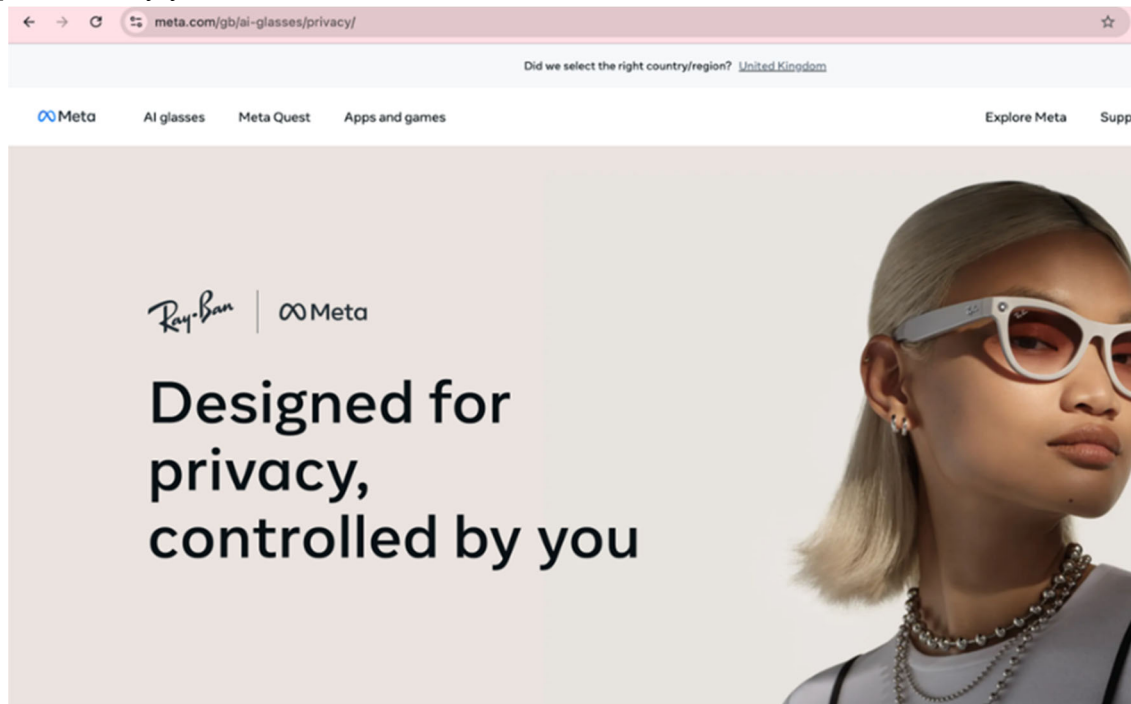 meta.com/gb/ai-glasses/privacy/
Did we select the right country/region? United Kingdom
Meta AI glasses Meta Quest Apps and games Explore Meta
Ray-Ban | Meta
Designed for
privacy,
controlled by you